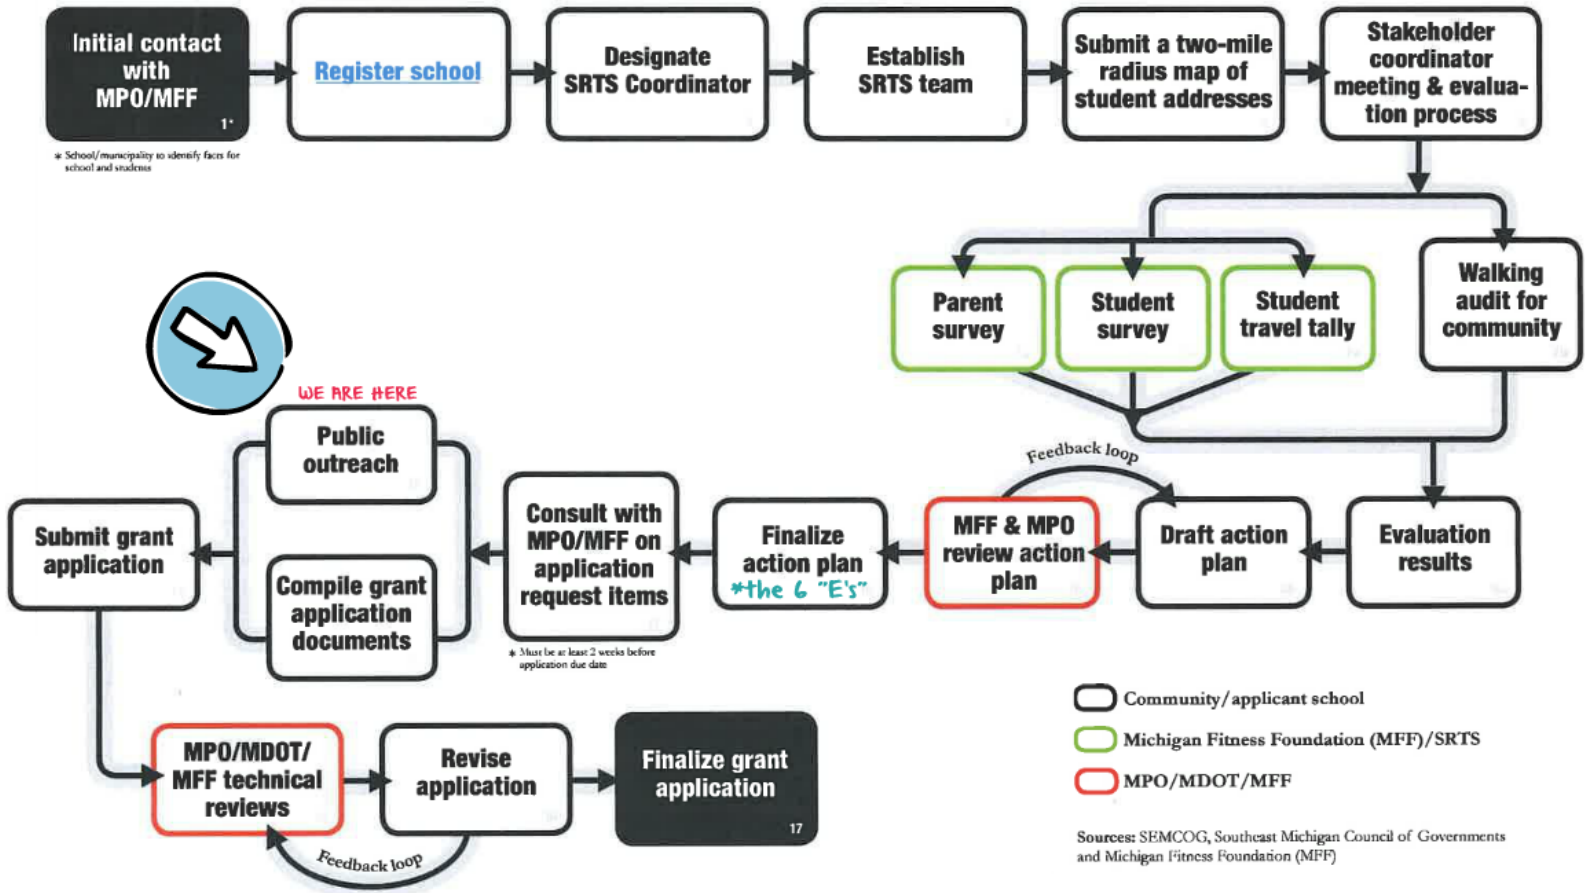 Initial contact
with
MPO/MFF
1*
* School/municipality to identify facts for
school and students
Register school
Designate
SRTS Coordinator
Establish
SRTS team
Submit a two-mile
radius map of
student addresses
Stakeholder
coordinator
meeting & evalua-
tion process
Parent
survey
Student
survey
Student
travel tally
Walking
audit for
community
WE ARE HERE
Public
outreach
Feedback loop
Submit grant
application
Compile grant
application
documents
Consult with
MPO/MFF on
application
request items
* Must be at least 2 weeks before
application due date
Finalize
action plan
*the 6 "E's"
MFF & MPO
review action
plan
Draft action
plan
Evaluation
results
MPO/MDOT/
MFF technical
reviews
Revise
application
Finalize grant
application
17
Feedback loop
Community/applicant school
Michigan Fitness Foundation (MFF)/SRTS
MPO/MDOT/MFF
Sources: SEMCOG, Southeast Michigan Council of Governments
and Michigan Fitness Foundation (MFF)